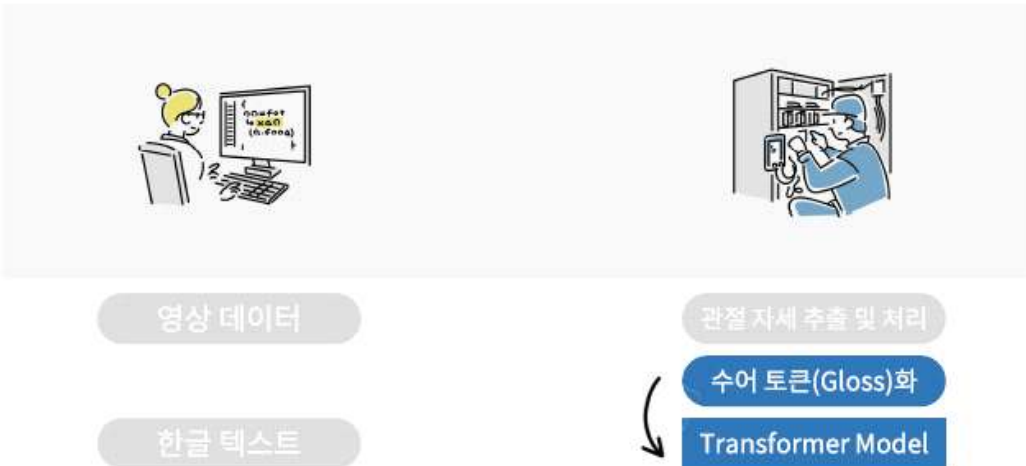 영상 데이터
관절 자세 추출 및 처리
수어 토큰(Gloss)화
한글 텍스트
Transformer Model